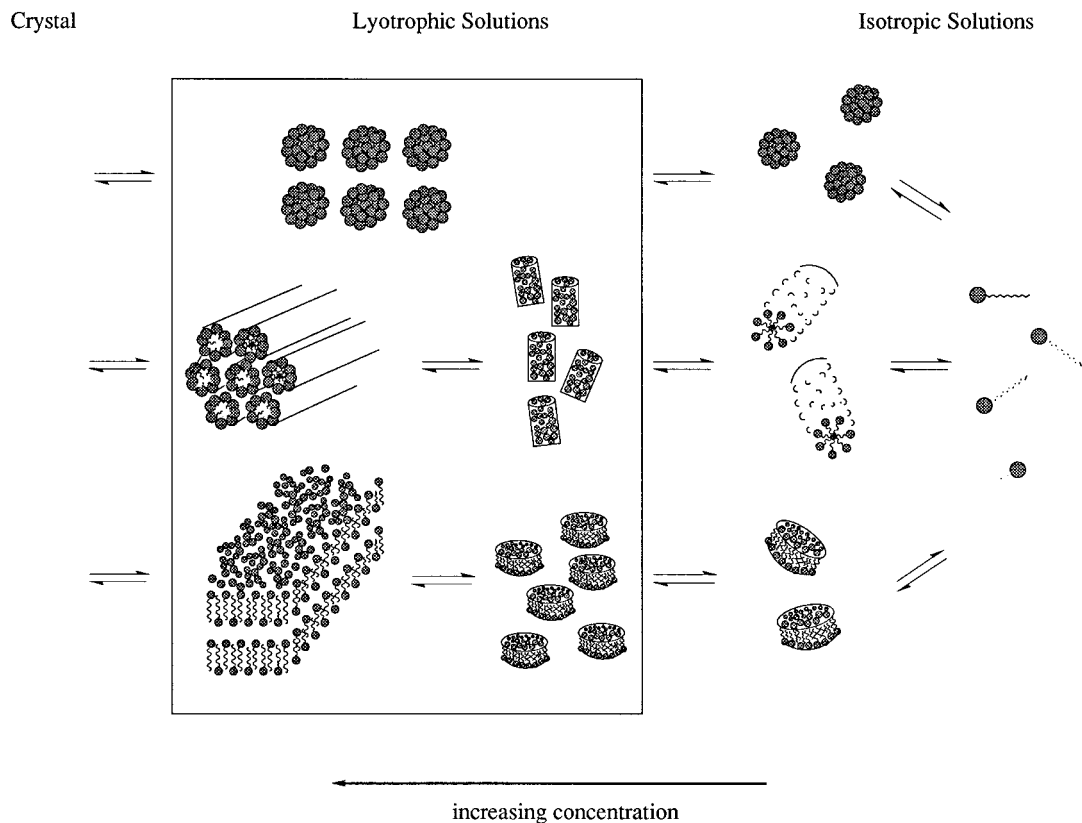 Crystal
Lyotrophic Solutions
Isotropic Solutions
increasing concentration